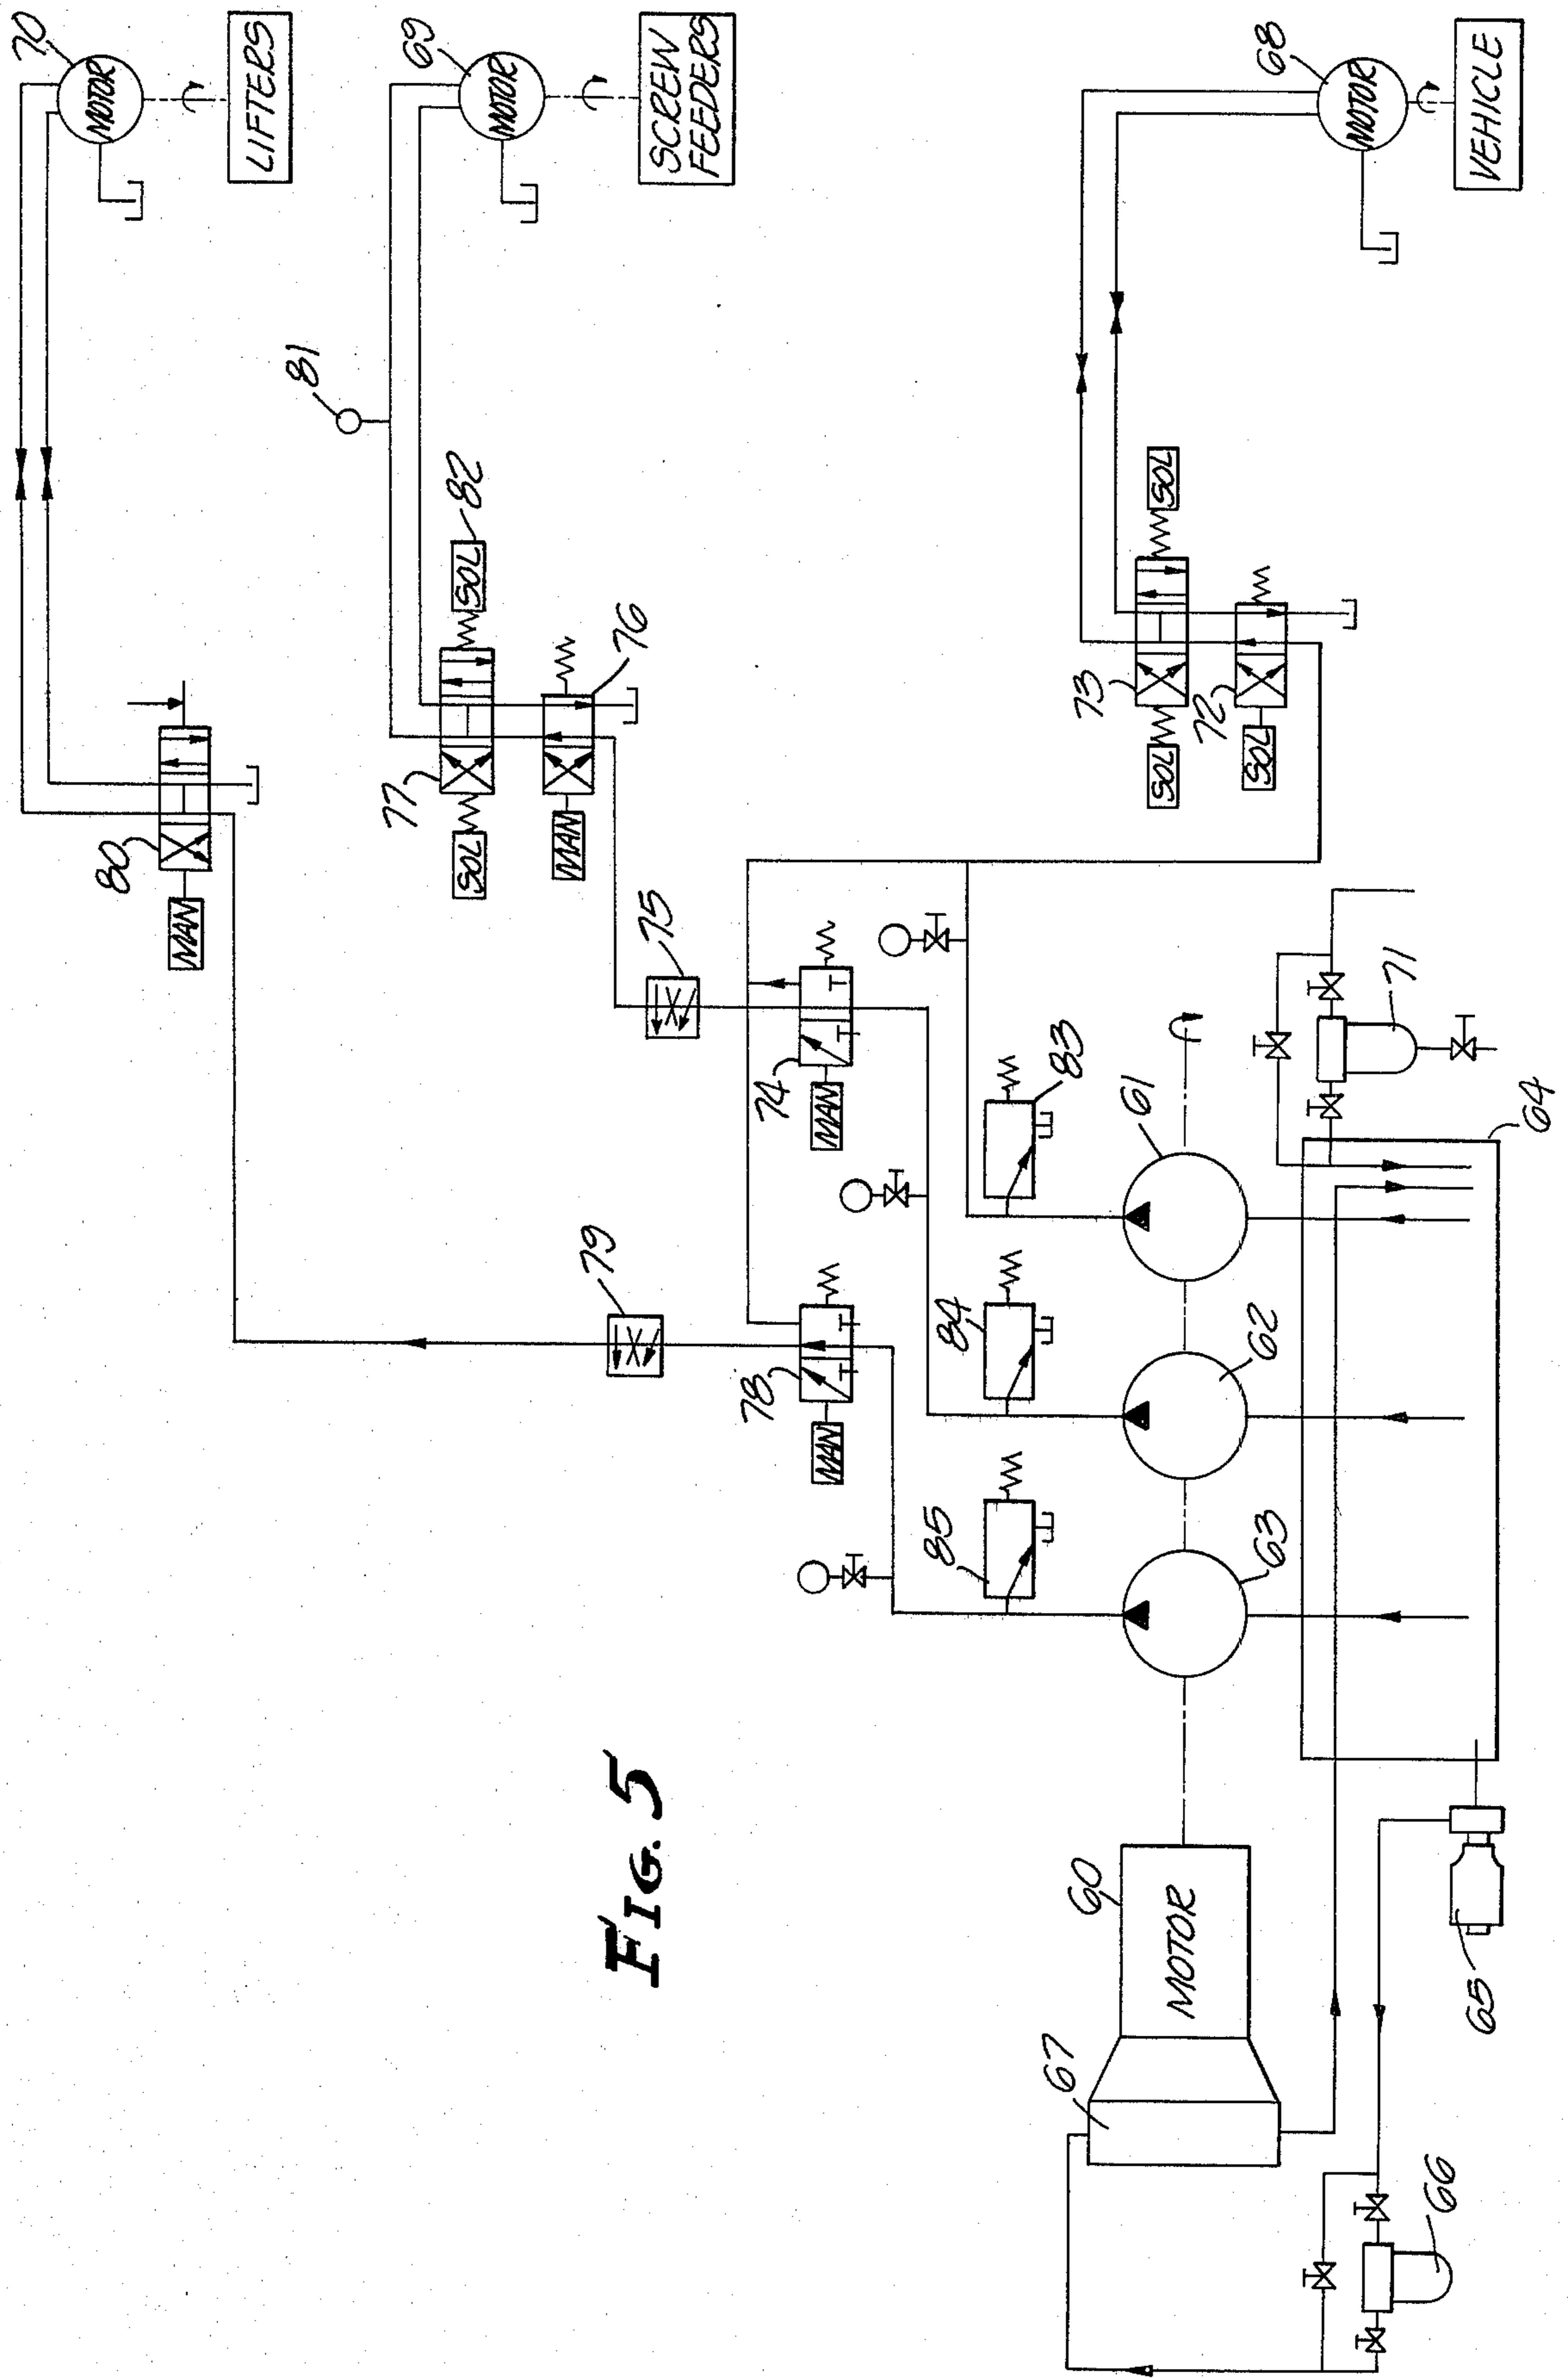 70
MOTOR
LIFTERS
69
MOTOR
SCREW
FEEDERS
68
MOTOR
VEHICLE
81
82
SOL
76
77
SOL
MAN
80
MAN
73
SOL
SOL
72
SOL
75
74
MAN
79
78
MAN
83
61
71
64
84
62
85
63
FIG. 5
60
MOTOR
67
65
66